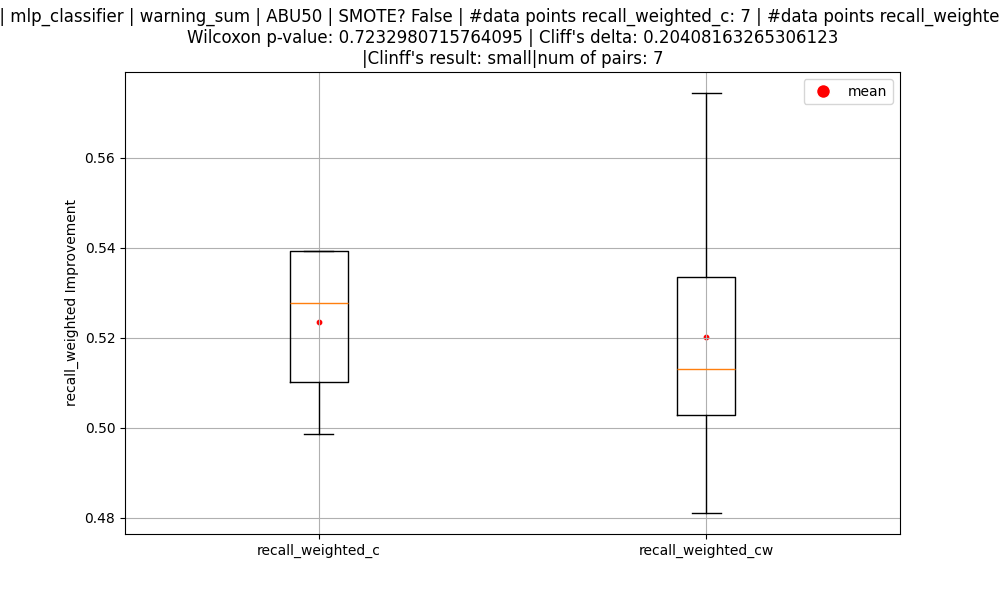 | mlp_classifier | warning_sum | ABU50 | SMOTE? False | #data points recall_weighted_c: 7 | #data points recall_weighte
Wilcoxon p-value: 0.7232980715764095 | Cliff's delta: 0.20408163265306123
|Clinff's result: small|num of pairs: 7
mean
recall_weighted Improvement
0.56
0.54
0.52
0.50
0.48
recall_weighted_c
recall_weighted_cw